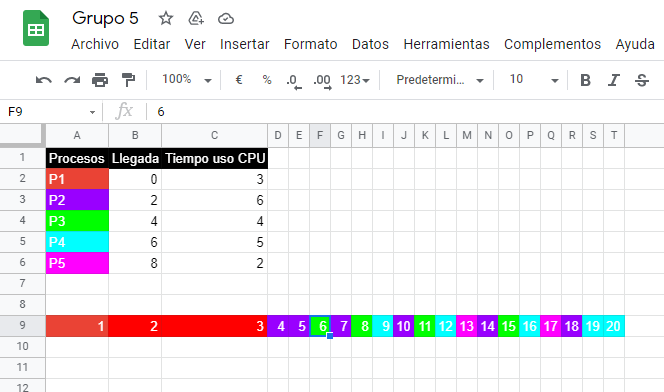 Grupo 5
Archivo Editar Ver Insertar Formato Datos Herramientas Complementos Ayuda
100% € % .0 .00 123 Predetermi... 10 B I S
F9 fx 6
A B C D E F G H I J K L M N O P Q R S T
1 Procesos Llegada Tiempo uso CPU
2 P1 0 3
3 P2 2 6
4 P3 4 4
5 P4 6 5
6 P5 8 2
7
8
9 1 2 3 4 5 6 7 8 9 10 11 12 13 14 15 16 17 18 19 20
10
11
12